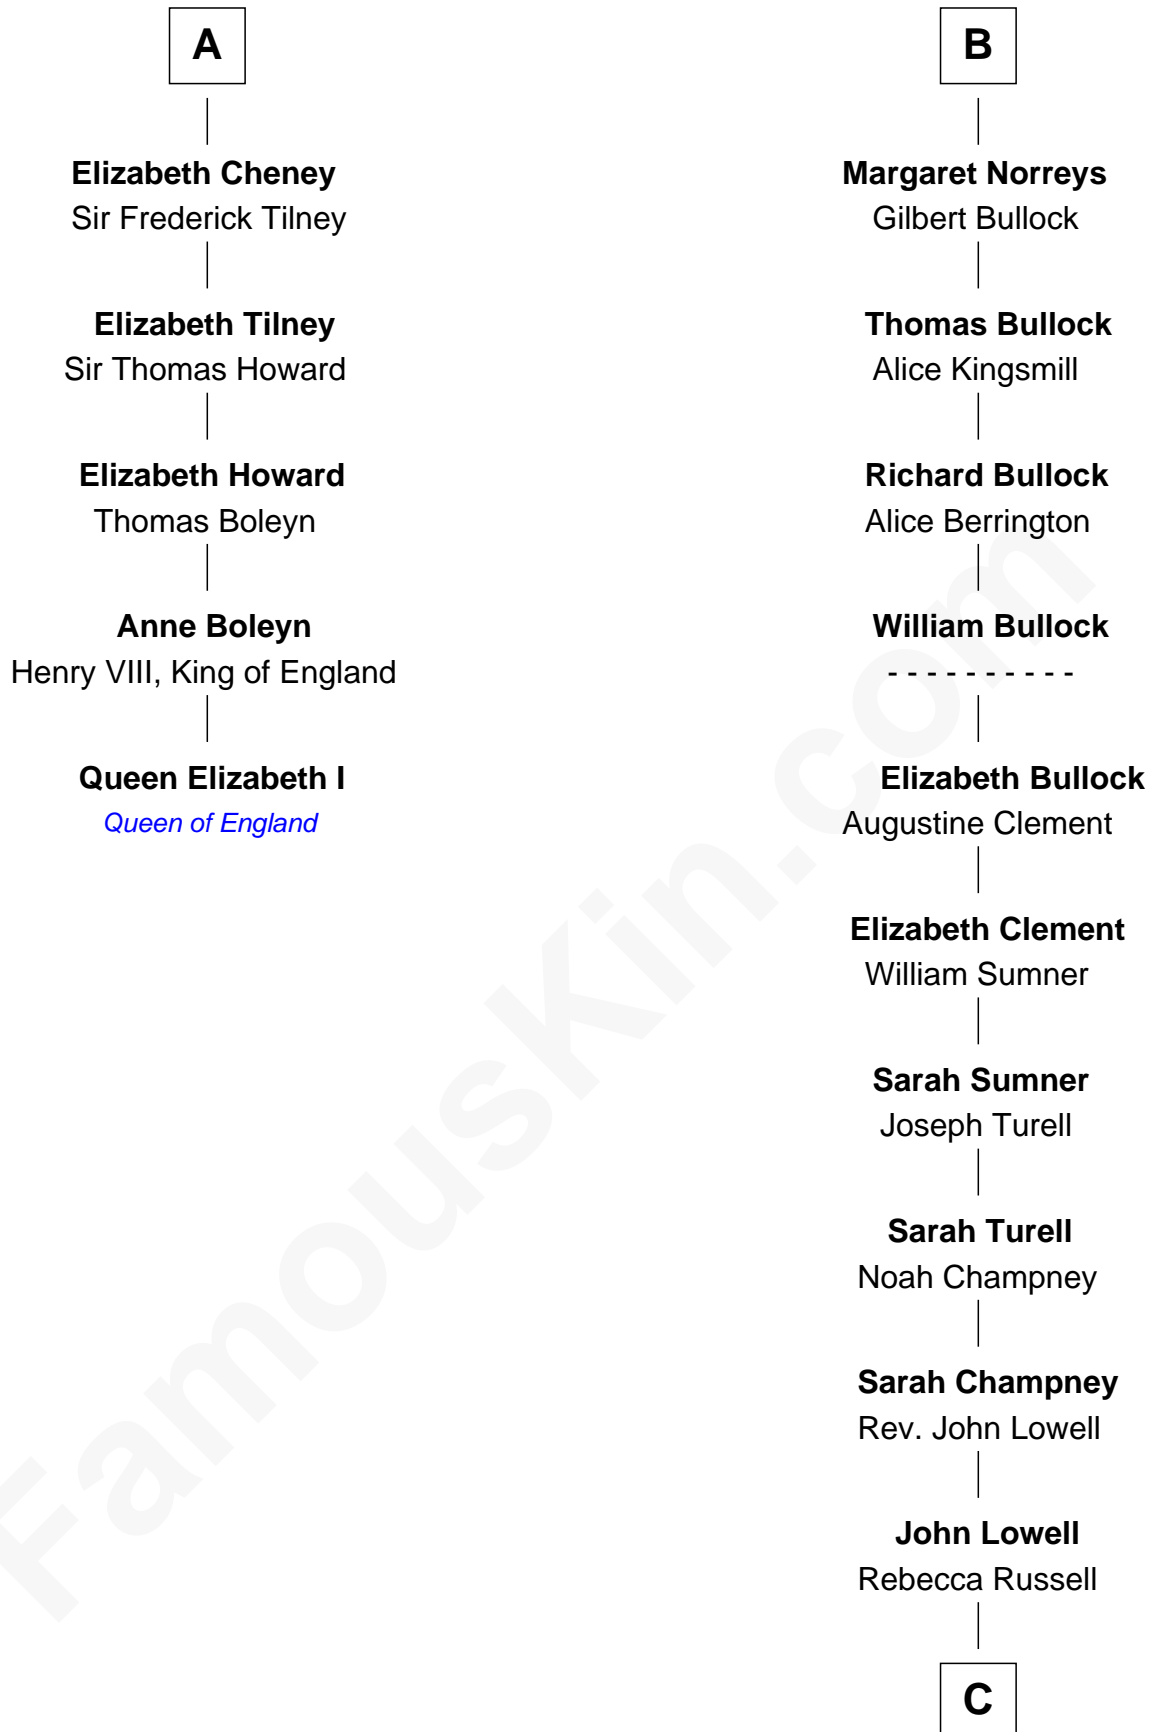 A
Elizabeth Cheney
Sir Frederick Tilney
Elizabeth Tilney
Sir Thomas Howard
Elizabeth Howard
Thomas Boleyn
Anne Boleyn
Henry VIII, King of England
Queen Elizabeth I
Queen of England
B
Margaret Norreys
Gilbert Bullock
Thomas Bullock
Alice Kingsmill
Richard Bullock
Alice Berrington
William Bullock
- - - - - - - - - -
Elizabeth Bullock
Augustine Clement
Elizabeth Clement
William Sumner
Sarah Sumner
Joseph Turell
Sarah Turell
Noah Champney
Sarah Champney
Rev. John Lowell
John Lowell
Rebecca Russell
C
FamousKin.com